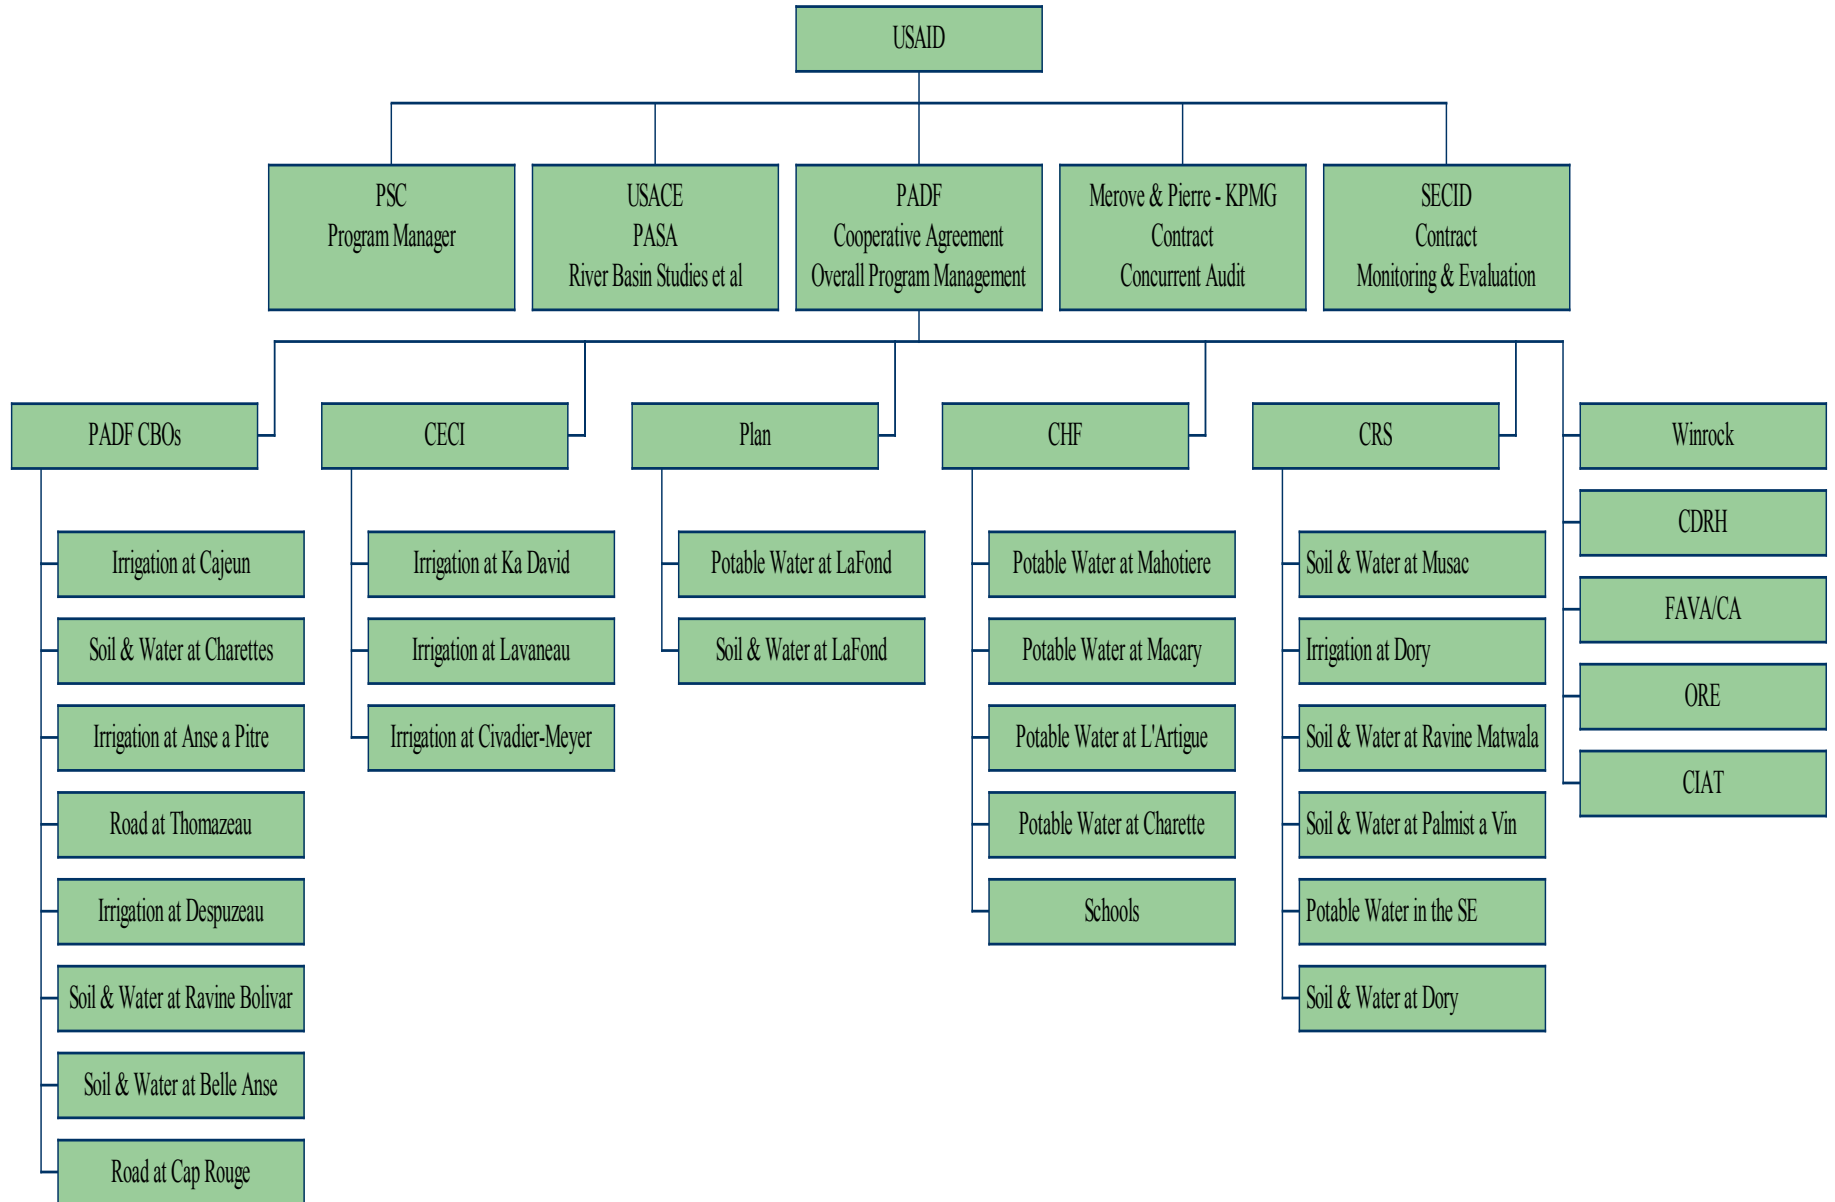 USAID
PSC
Program Manager
USACE
PASA
River Basin Studies et al
PADF
Cooperative Agreement
Overall Program Management
Merove & Pierre - KPMG
Contract
Concurrent Audit
SECID
Contract
Monitoring & Evaluation
PADF CBOs
Irrigation at Cajeun
Soil & Water at Charettes
Irrigation at Anse a Pitre
Road at Thomazeau
Irrigation at Despuzeau
Soil & Water at Ravine Bolivar
Soil & Water at Belle Anse
Road at Cap Rouge
CECI
Irrigation at Ka David
Irrigation at Lavaneau
Irrigation at Civadier-Meyer
Plan
Potable Water at LaFond
Soil & Water at LaFond
CHF
Potable Water at Mahotiere
Potable Water at Macary
Potable Water at L'Artigue
Potable Water at Charette
Schools
CRS
Soil & Water at Musac
Irrigation at Dory
Soil & Water at Ravine Matwala
Soil & Water at Palmist a Vin
Potable Water in the SE
Soil & Water at Dory
Winrock
CDRH
FAVA/CA
ORE
CIAT